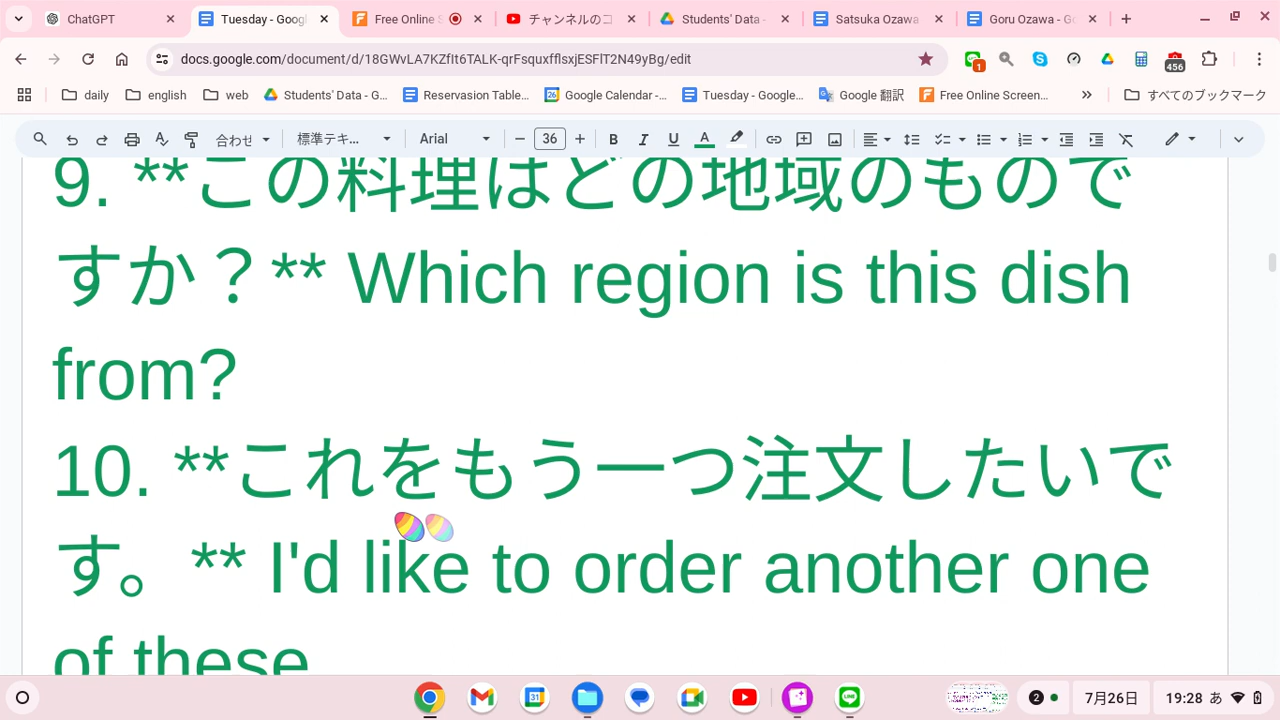 ChatGPT
Tuesday - Googl
Free Online S
チャンネルのコ
Students' Data -
Satsuka Ozawa
Goru Ozawa - Go
docs.google.com/document/d/
daily
english
web
Students' Data - G...
Reservasion Table...
Google Calendar -...
Tuesday - Google...
Google 翻訳
Free Online Screen...
すべてのブックマーク
合わせ
標準テキ...
Arial
36
9. **この料理はどの地域のもので
すか？** Which region is this dish
from?
10. **これをもう一つ注文したいで
す。** I'd like to order another one
of these
2
7月26日
19:28
あ
1
456